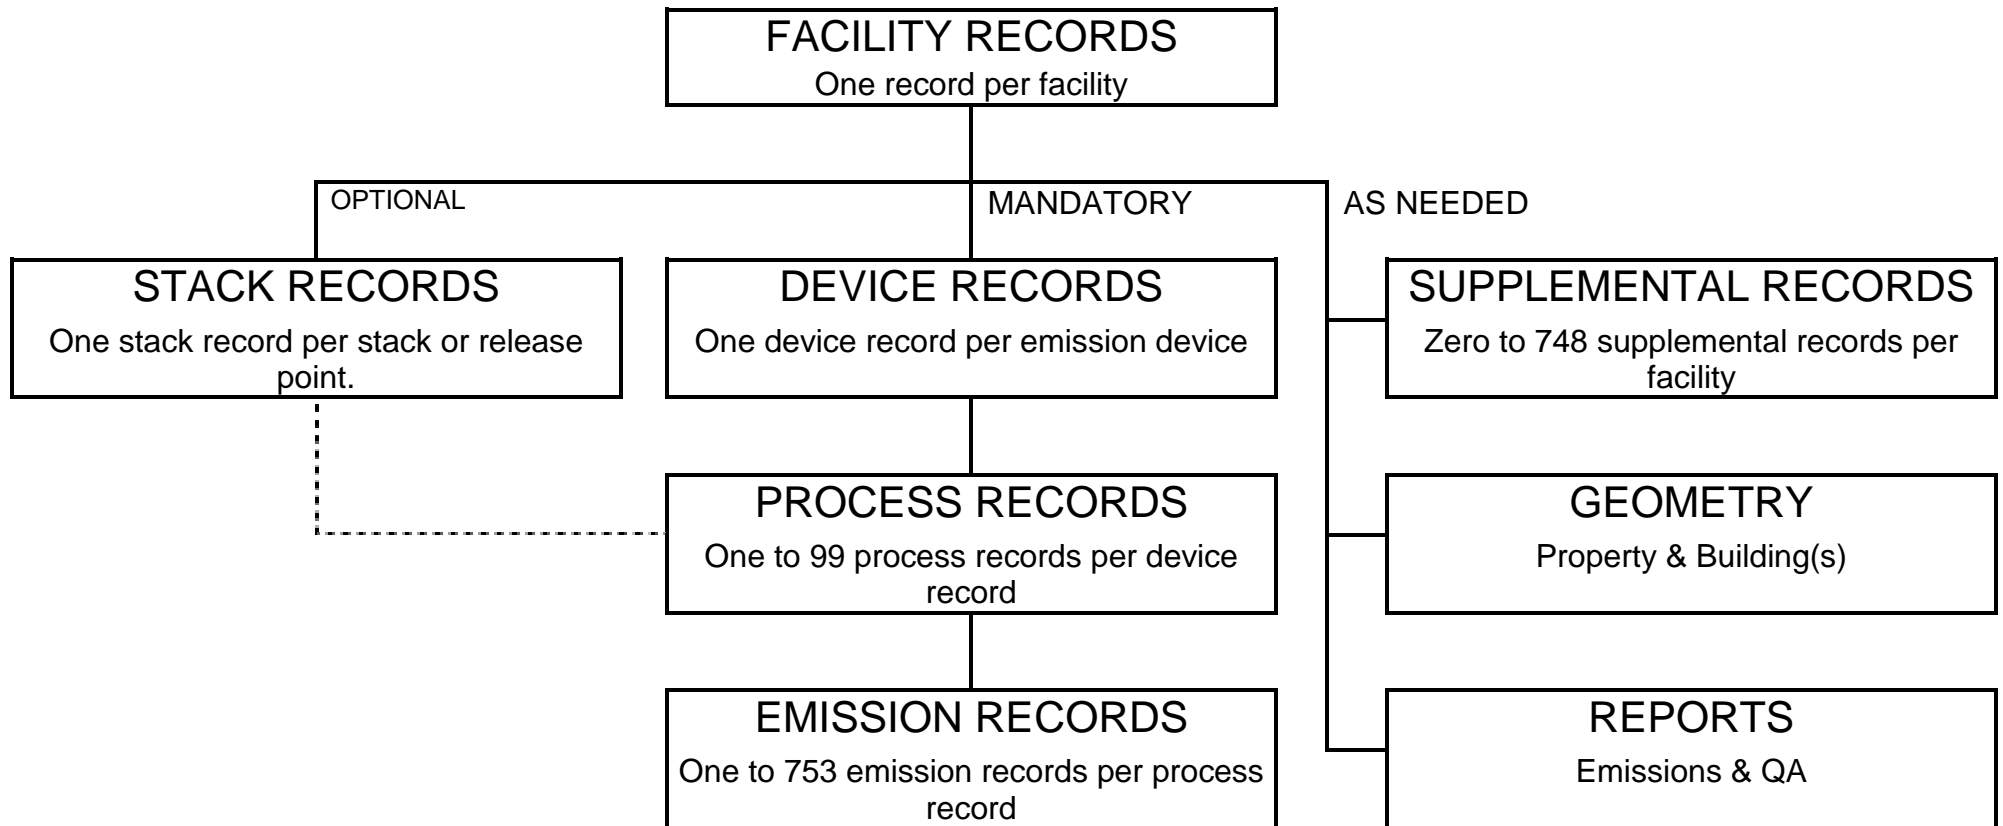 FACILITY RECORDS
One record per facility
OPTIONAL
MANDATORY
AS NEEDED
STACK RECORDS
One stack record per stack or release
point.
DEVICE RECORDS
One device record per emission device
SUPPLEMENTAL RECORDS
Zero to 748 supplemental records per
facility
PROCESS RECORDS
One to 99 process records per device
record
GEOMETRY
Property & Building(s)
EMISSION RECORDS
One to 753 emission records per process
record
REPORTS
Emissions & QA